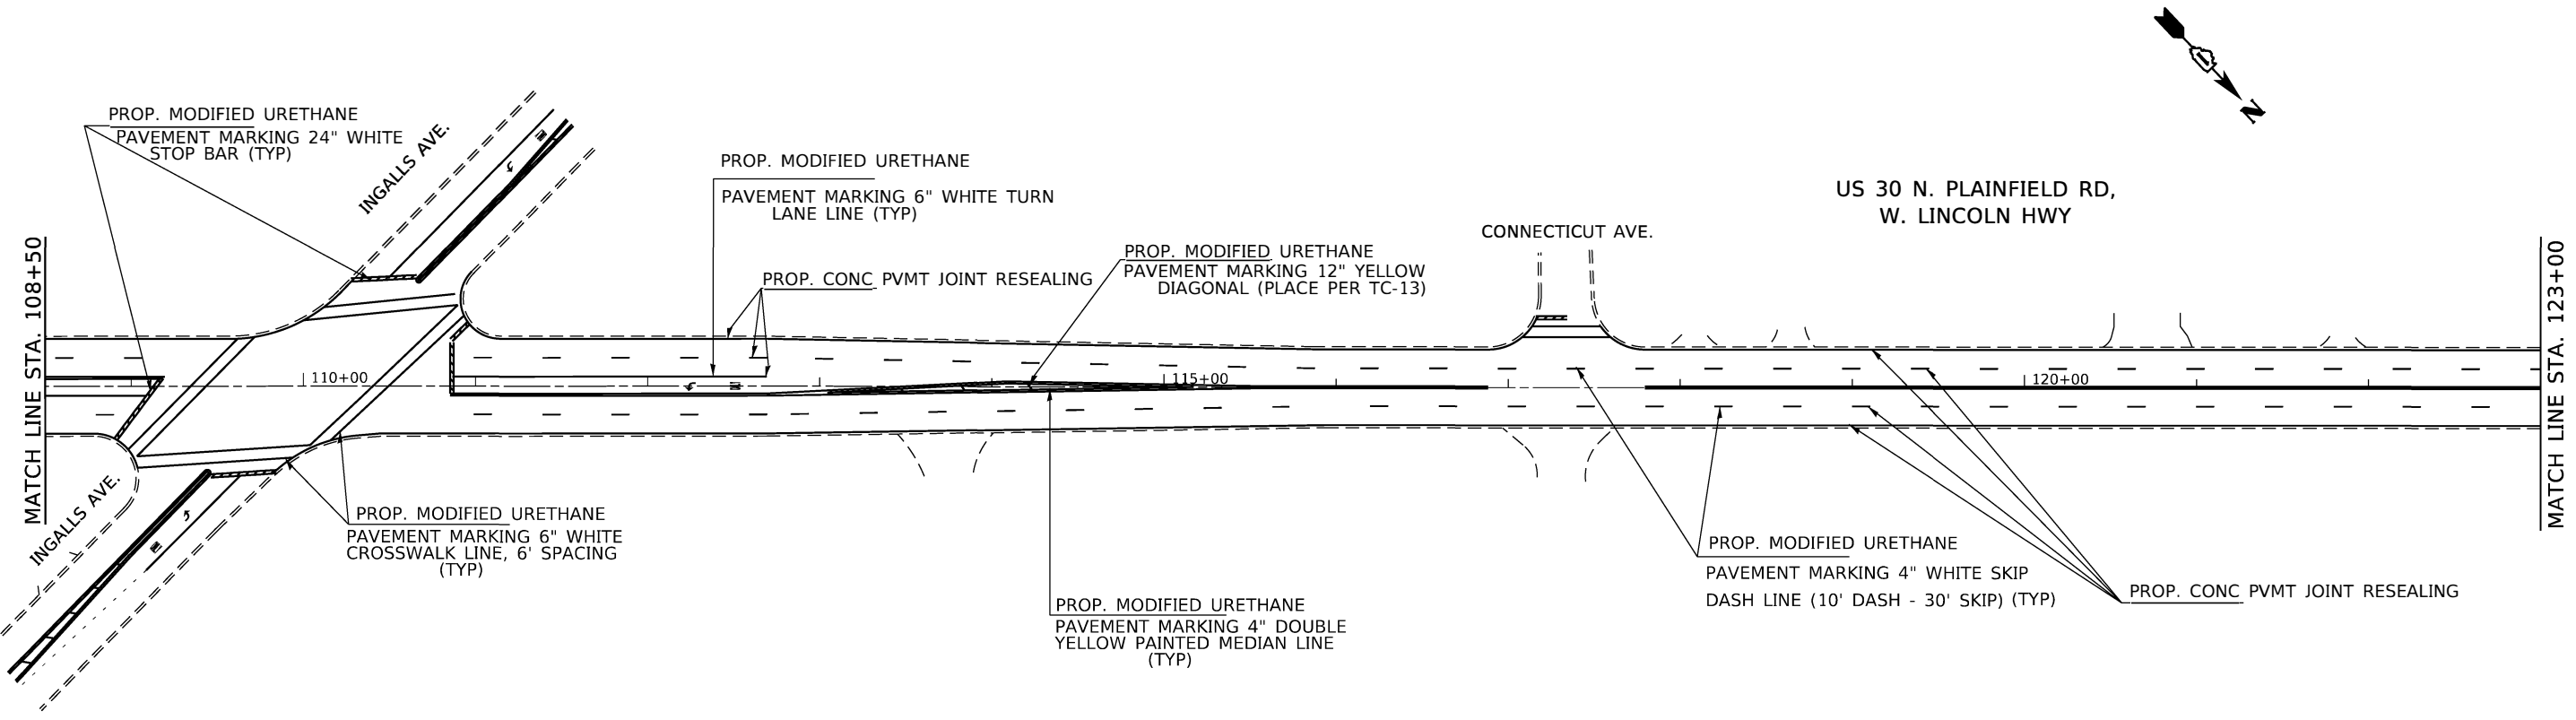 N
PROP. MODIFIED URETHANE
PAVEMENT MARKING 24" WHITE
STOP BAR (TYP)
INGALLS AVE.
PROP. MODIFIED URETHANE
PAVEMENT MARKING 6" WHITE TURN
LANE LINE (TYP)
US 30 N. PLAINFIELD RD,
W. LINCOLN HWY
CONNECTICUT AVE.
PROP. MODIFIED URETHANE
PAVEMENT MARKING 12" YELLOW
DIAGONAL (PLACE PER TC-13)
PROP. CONC PVMT JOINT RESEALING
MATCH LINE STA. 108+50
110+00
115+00
120+00
MATCH LINE STA. 123+00
INGALLS AVE.
PROP. MODIFIED URETHANE
PAVEMENT MARKING 6" WHITE
CROSSWALK LINE, 6' SPACING
(TYP)
PROP. MODIFIED URETHANE
PAVEMENT MARKING 4" DOUBLE
YELLOW PAINTED MEDIAN LINE
(TYP)
PROP. MODIFIED URETHANE
PAVEMENT MARKING 4" WHITE SKIP
DASH LINE (10' DASH - 30' SKIP) (TYP)
PROP. CONC PVMT JOINT RESEALING